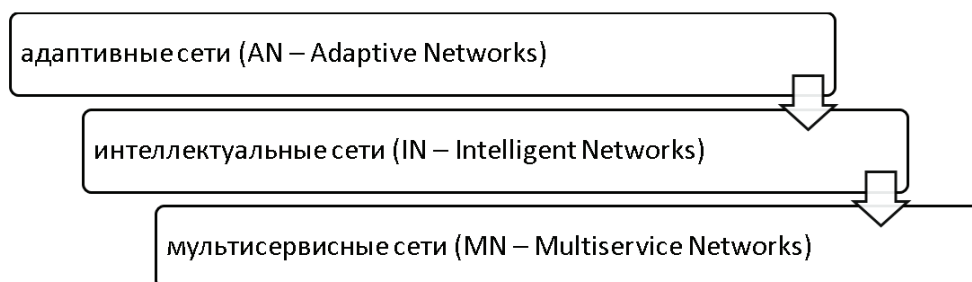 адаптивные сети (AN – Adaptive Networks)
интеллектуальные сети (IN – Intelligent Networks)
мультисервисные сети (MN – Multiservice Networks)